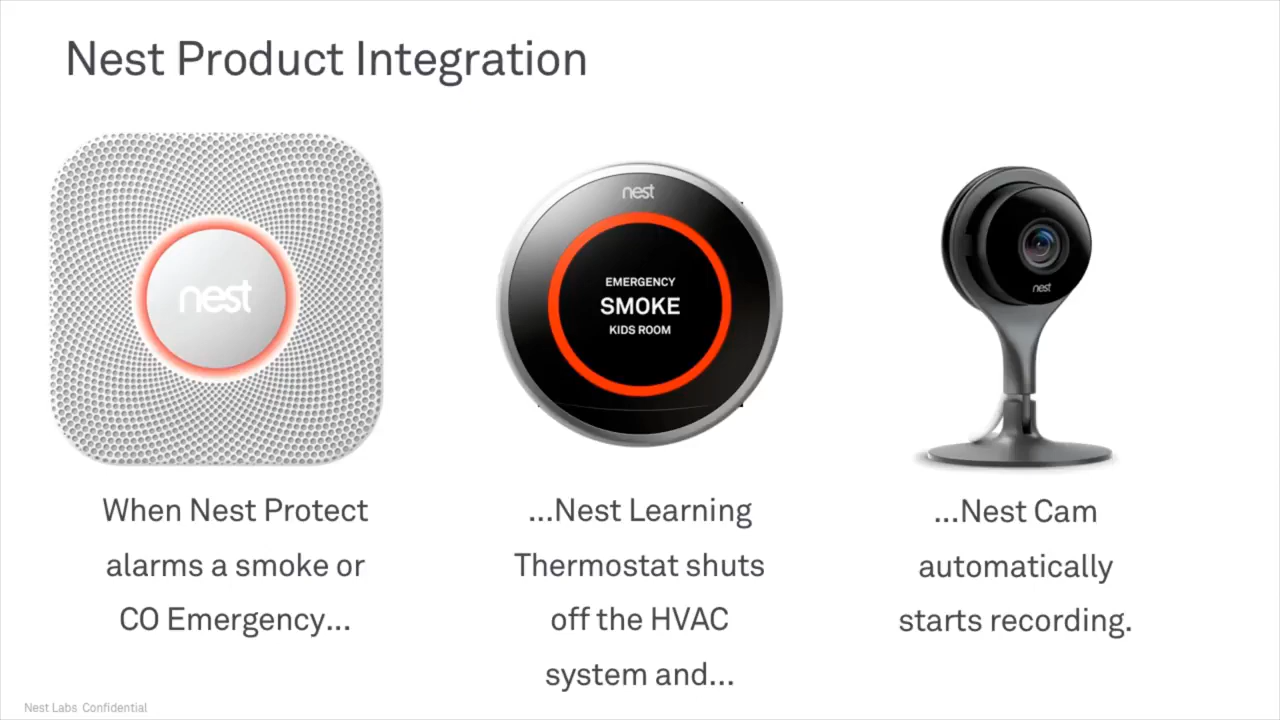 Nest Product Integration
nest
nest
EMERGENCY
SMOKE
KIDS ROOM
nest
When Nest Protect
alarms a smoke or
CO Emergency...
...Nest Learning
Thermostat shuts
off the HVAC
system and...
...Nest Cam
automatically
starts recording.
Nest Labs Confidential